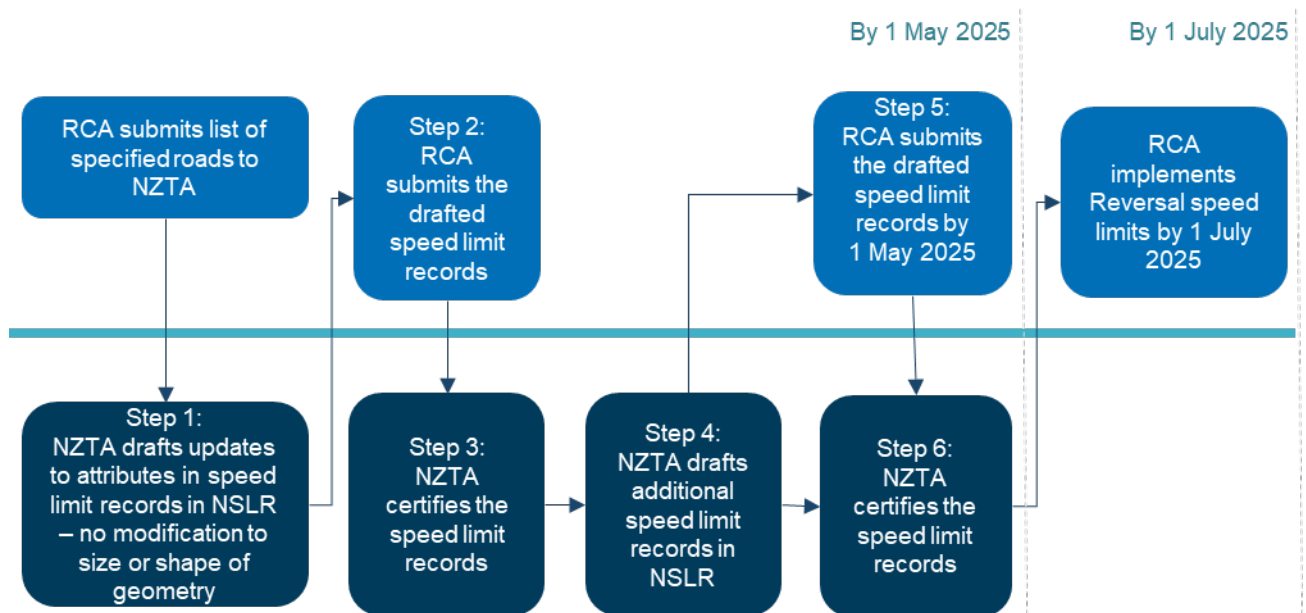 By 1 May 2025
By 1 July 2025
RCA submits list of
specified roads to
NZTA
Step 2:
RCA
submits the
drafted
speed limit
records
Step 5:
RCA submits
the drafted
speed limit
records by
1 May 2025
RCA
implements
Reversal speed
limits by 1 July
2025
Step 1:
NZTA drafts updates
to attributes in speed
limit records in NSLR
– no modification to
size or shape of
geometry
Step 3:
NZTA
certifies the
speed limit
records
Step 4:
NZTA drafts
additional
speed limit
records in
NSLR
Step 6:
NZTA
certifies the
speed limit
records